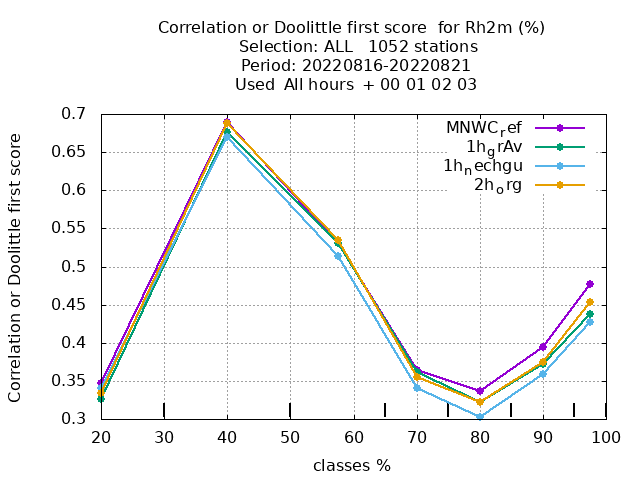 Correlation or Doolittle first score  for Rh2m (%)
Selection: ALL   1052 stations
Period: 20220816-20220821
Used  All hours  + 00 01 02 03
Correlation or Doolittle first score
0.7
0.65
0.6
0.55
0.5
0.45
0.4
0.35
0.3
MNWC_ref
1h_grAv
1h_nechgu
2h_org
20 30 40 50 60 70 80 90 100
classes %